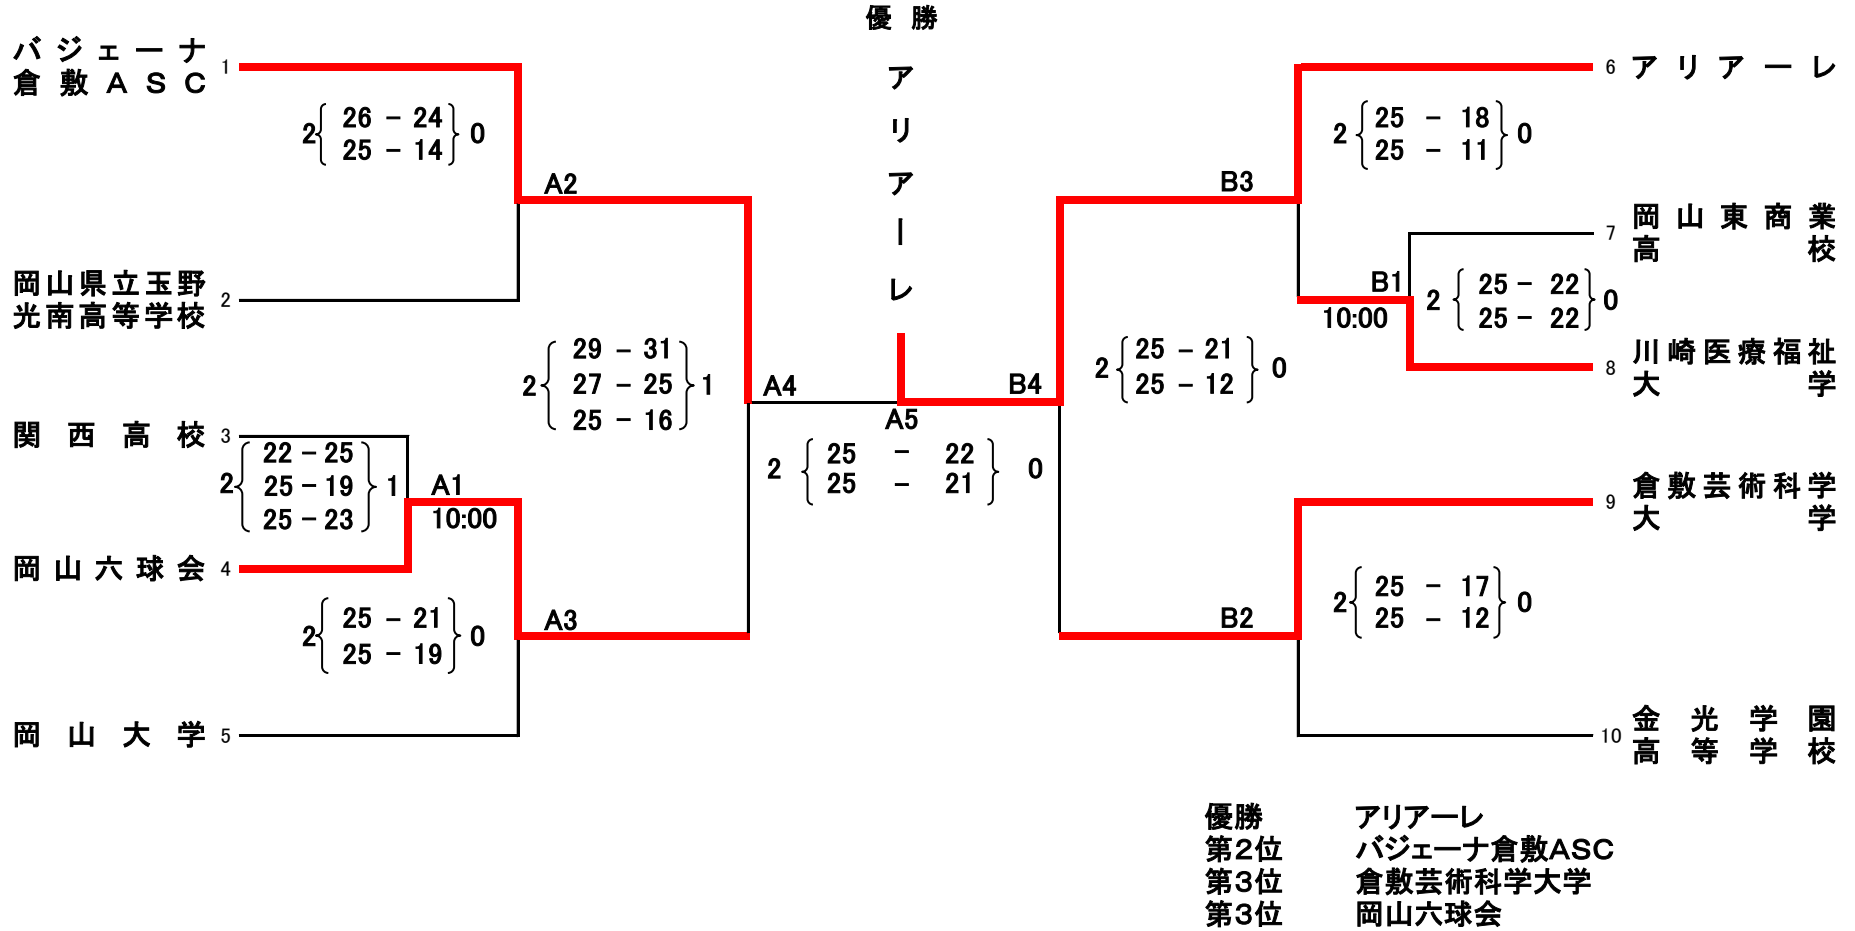 優 勝
ア
リ
ア
ー
レ
バジェーナ
倉敷ASC
1
2 26 - 24 0
25 - 14
A2
岡山県立玉野
光南高等学校
2
29 - 31
2 27 - 25 1
25 - 16
A4
関西高校 3
22 - 25
2 25 - 19 1
25 - 23
A1
10:00
岡山六球会 4
2 25 - 21 0
25 - 19
A3
岡山大学 5
A5
2 25 - 22 0
25 - 21
B4
6 アリアーレ
2 25 - 18 0
25 - 11
B3
7 岡山東商業
高校
B1
10:00
2 25 - 22 0
25 - 22
8 川崎医療福祉
大学
2 25 - 21 0
25 - 12
9 倉敷芸術科学
大学
2 25 - 17 0
25 - 12
B2
10 金光学園
高等学校
優勝 アリアーレ
第2位 バジェーナ倉敷ASC
第3位 倉敷芸術科学大学
第3位 岡山六球会